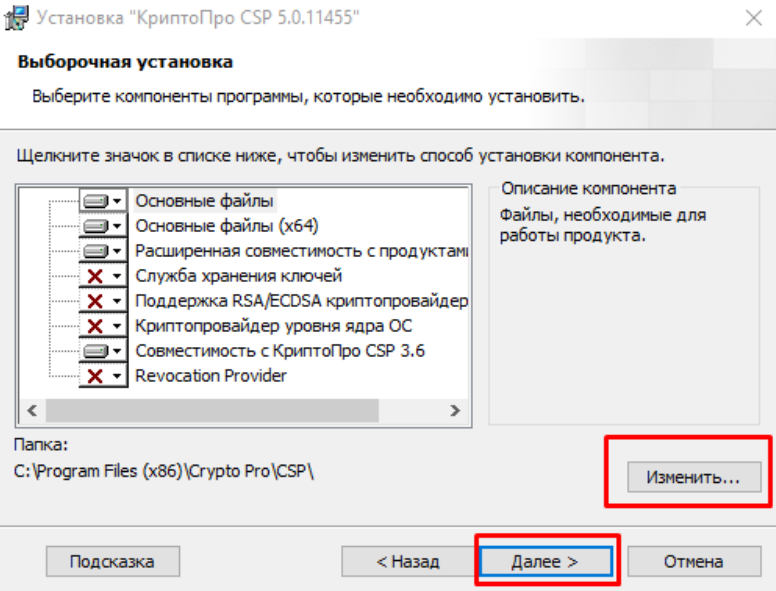 Установка "КриптоПро CSP 5.0.11455"
Выборочная установка
Выберите компоненты программы, которые необходимо установить.
Щелкните значок в списке ниже, чтобы изменить способ установки компонента.
Основные файлы
Основные файлы (x64)
Расширенная совместимость с продуктами
Служба хранения ключей
Поддержка RSA/ECDSA криптопровайдер
Криптопровайдер уровня ядра ОС
Совместимость с КриптоПро CSP 3.6
Revocation Provider
Описание компонента
Файлы, необходимые для
работы продукта.
Папка:
C:\Program Files (x86)\Crypto Pro\CSP\
Изменить...
Подсказка
< Назад
Далее >
Отмена